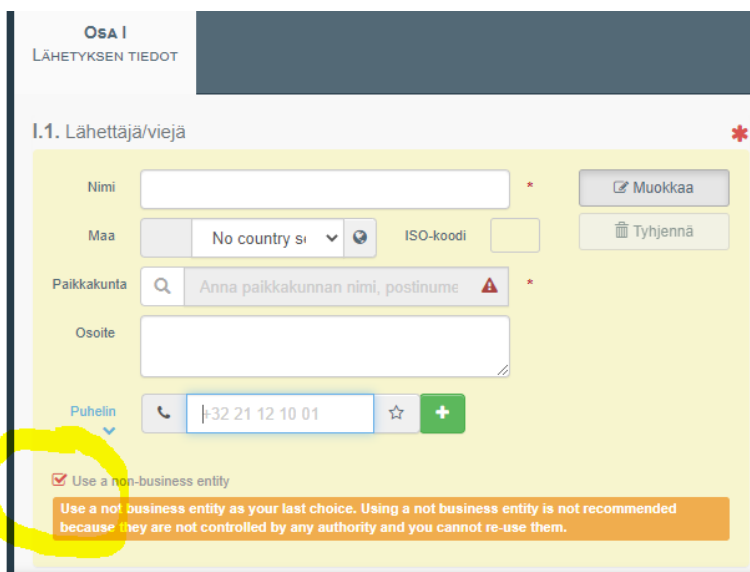 OSA I
LÄHETYKSEN TIEDOT
I.1. Lähettäjä/viejä *
Nimi * Muokkaa
Maa No country se ISO-koodi Tyhjennä
Paikkakunta Anna paikkakunnan nimi, postinume *
Osoite
Puhelin +32 21 12 10 01 +
Use a non-business entity
Use a not business entity as your last choice. Using a not business entity is not recommended
because they are not controlled by any authority and you cannot re-use them.